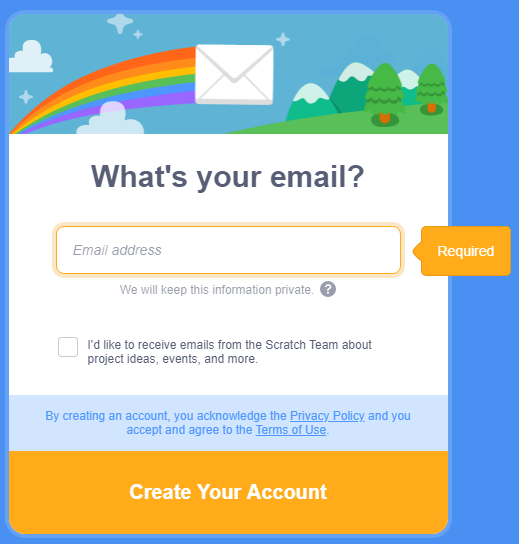 What's your email?
Email address
Required
We will keep this information private. ?
I'd like to receive emails from the Scratch Team about
project ideas, events, and more.
By creating an account, you acknowledge the Privacy Policy and you
accept and agree to the Terms of Use.
Create Your Account